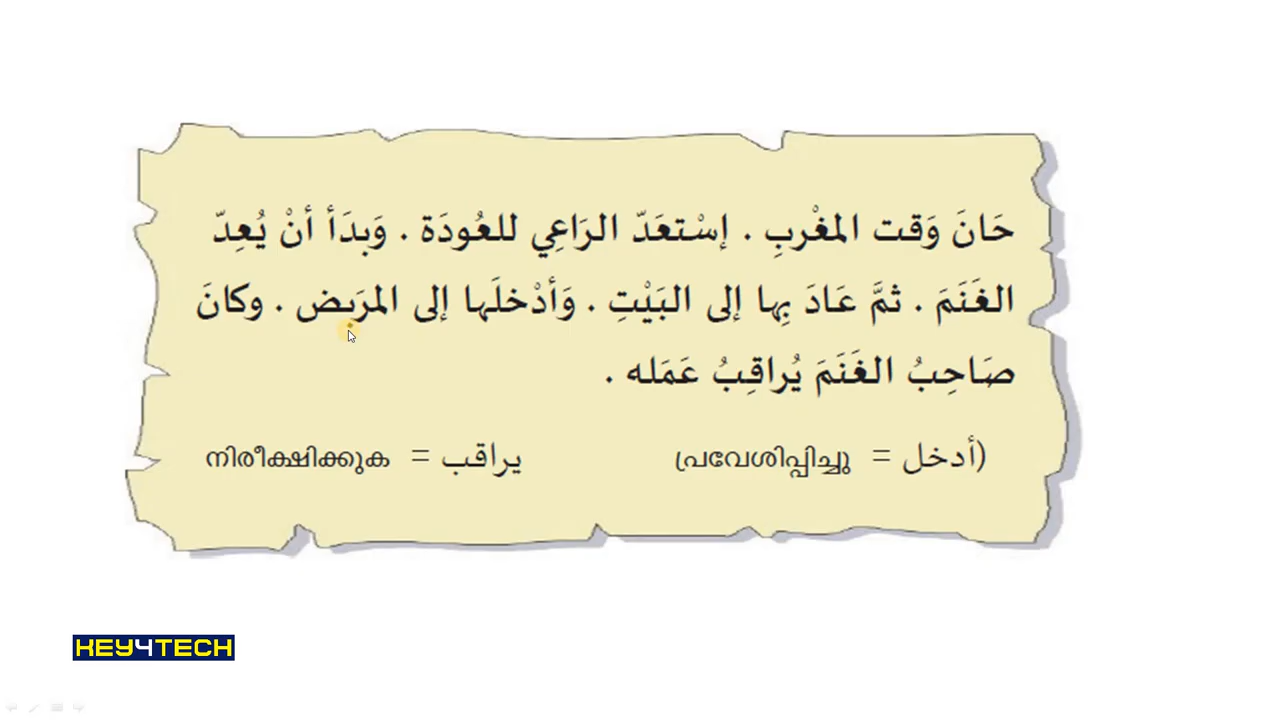 حَانَ وَقت المغْربِ . إسْتعَدّ الرَاعِي للعُودَة . وَبدَأ أنْ يُعِدّ
الغَنَمَ . ثمَّ عَادَ بِها إلى البَيْتِ . وَأدْخلَها إلى المرَبض . وكانَ
صَاحِبُ الغَنَمَ يُراقِبُ عَمَله .
(أدخل = പ്രവേശിപ്പിച്ചു يراقب = നിരീക്ഷിക്കുക
KEY4TECH